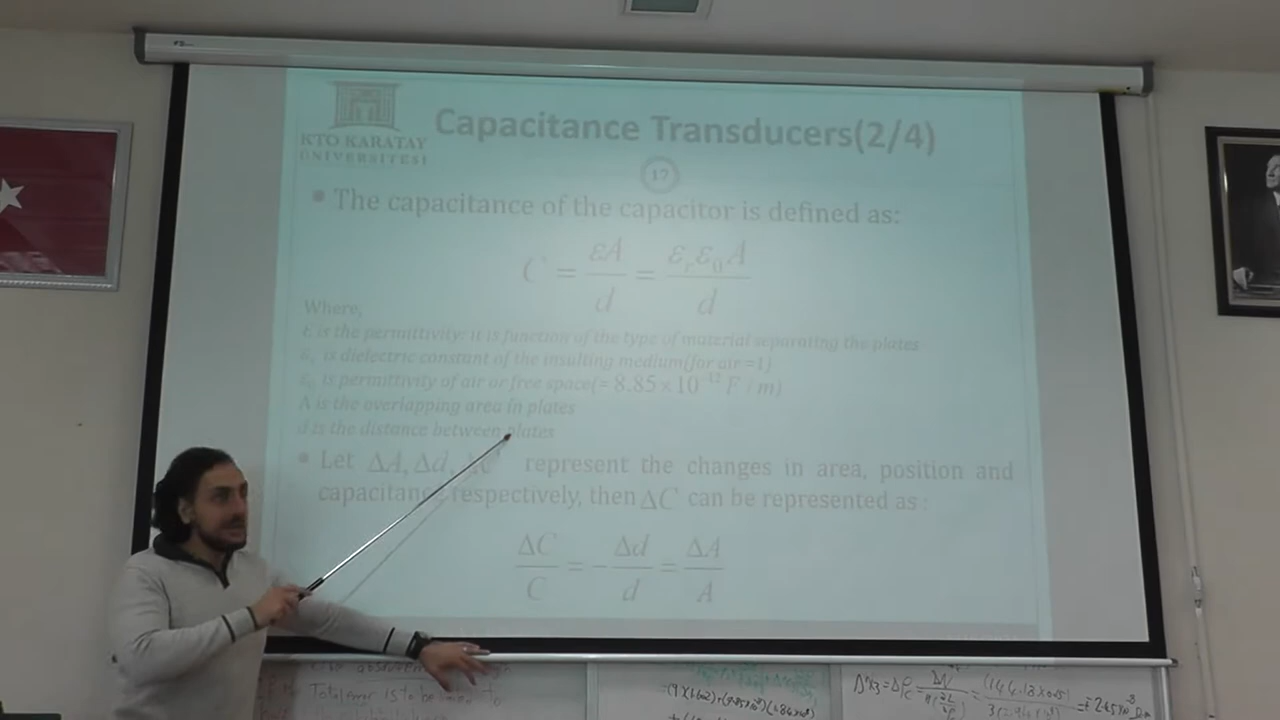 KTO KARATAY
ÜNİVERSİTESİ
Capacitance Transducers(2/4)
17
• The capacitance of the capacitor is defined as:
C = εA/d = εᵣε₀A/d
Where,
ε is the permittivity: it is function of the type of material separating the plates
εᵣ is dielectric constant of the insulting medium(for air =1)
ε₀ is permittivity of air or free space(= 8.85×10⁻¹² F / m)
A is the overlapping area in plates
d is the distance between plates
• Let ΔA, Δd, ΔC represent the changes in area, position and
capacitance respectively, then ΔC can be represented as :
ΔC/C = -Δd/d = ΔA/A
Total error is to be